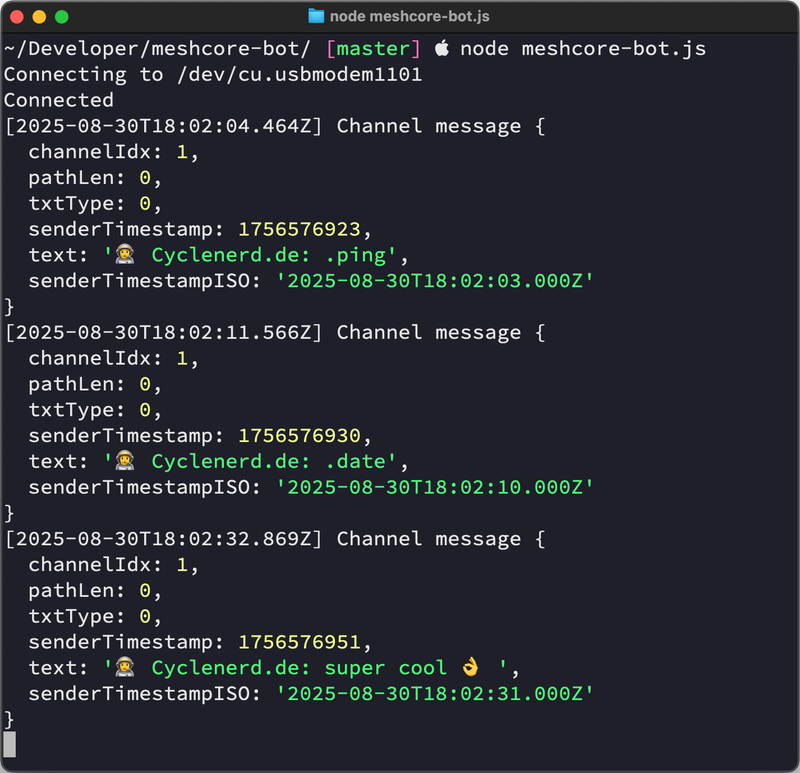 node meshcore-bot.js
~/Developer/meshcore-bot/ [master]  node meshcore-bot.js
Connecting to /dev/cu.usbmodem1101
Connected
[2025-08-30T18:02:04.464Z] Channel message {
  channelIdx: 1,
  pathLen: 0,
  txtType: 0,
  senderTimestamp: 1756576923,
  text: '👩‍🚀 Cyclenerd.de: .ping',
  senderTimestampISO: '2025-08-30T18:02:03.000Z'
}
[2025-08-30T18:02:11.566Z] Channel message {
  channelIdx: 1,
  pathLen: 0,
  txtType: 0,
  senderTimestamp: 1756576930,
  text: '👩‍🚀 Cyclenerd.de: .date',
  senderTimestampISO: '2025-08-30T18:02:10.000Z'
}
[2025-08-30T18:02:32.869Z] Channel message {
  channelIdx: 1,
  pathLen: 0,
  txtType: 0,
  senderTimestamp: 1756576951,
  text: '👩‍🚀 Cyclenerd.de: super cool 👌 ',
  senderTimestampISO: '2025-08-30T18:02:31.000Z'
}